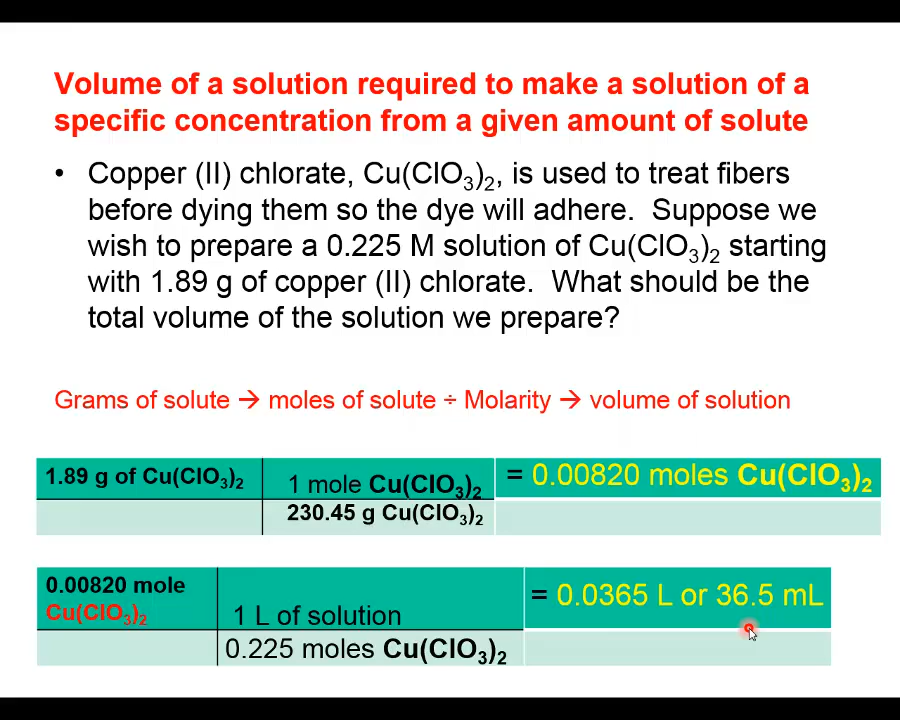 Volume of a solution required to make a solution of a
specific concentration from a given amount of solute
• Copper (II) chlorate, Cu(ClO₃)₂, is used to treat fibers
before dying them so the dye will adhere. Suppose we
wish to prepare a 0.225 M solution of Cu(ClO₃)₂ starting
with 1.89 g of copper (II) chlorate. What should be the
total volume of the solution we prepare?
Grams of solute → moles of solute ÷ Molarity → volume of solution
1.89 g of Cu(ClO₃)₂
1 mole Cu(ClO₃)₂
= 0.00820 moles Cu(ClO₃)₂
230.45 g Cu(ClO₃)₂
0.00820 mole
Cu(ClO₃)₂
1 L of solution
= 0.0365 L or 36.5 mL
0.225 moles Cu(ClO₃)₂